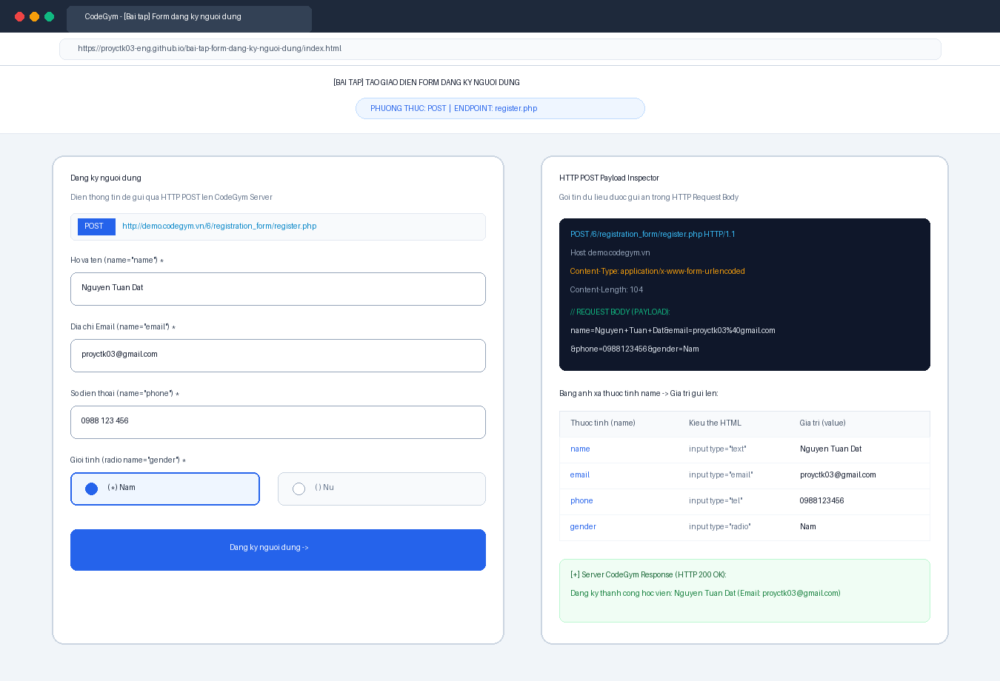 CodeGym - [Bai tap] Form dang ky nguoi dung
https://proyctk03-eng.github.io/bai-tap-form-dang-ky-nguoi-dung/index.html
[BAI TAP] TAO GIAO DIEN FORM DANG KY NGUOI DUNG
PHUONG THUC: POST | ENDPOINT: register.php
Dang ky nguoi dung
Dien thong tin de gui qua HTTP POST len CodeGym Server
POST http://demo.codegym.vn/6/registration_form/register.php
Ho va ten (name="name") *
Nguyen Tuan Dat
Dia chi Email (name="email") *
proyctk03@gmail.com
So dien thoai (name="phone") *
0988 123 456
Gioi tinh (radio name="gender") *
(*) Nam ( ) Nu
Dang ky nguoi dung ->
HTTP POST Payload Inspector
Goi tin du lieu duoc gui an trong HTTP Request Body
POST /6/registration_form/register.php HTTP/1.1
Host: demo.codegym.vn
Content-Type: application/x-www-form-urlencoded
Content-Length: 104
// REQUEST BODY (PAYLOAD):
name=Nguyen+Tuan+Dat&email=proyctk03%40gmail.com
&phone=0988123456&gender=Nam
Bang anh xa thuoc tinh name -> Gia tri gui len:
Thuoc tinh (name) Kieu the HTML Gia tri (value)
name input type="text" Nguyen Tuan Dat
email input type="email" proyctk03@gmail.com
phone input type="tel" 0988123456
gender input type="radio" Nam
[+] Server CodeGym Response (HTTP 200 OK):
Dang ky thanh cong hoc vien: Nguyen Tuan Dat (Email: proyctk03@gmail.com)